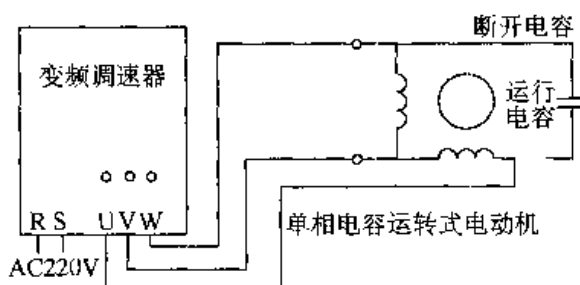 断开电容
变频调速器
运行
电容
R S U V W
单相电容运转式电动机
AC220V